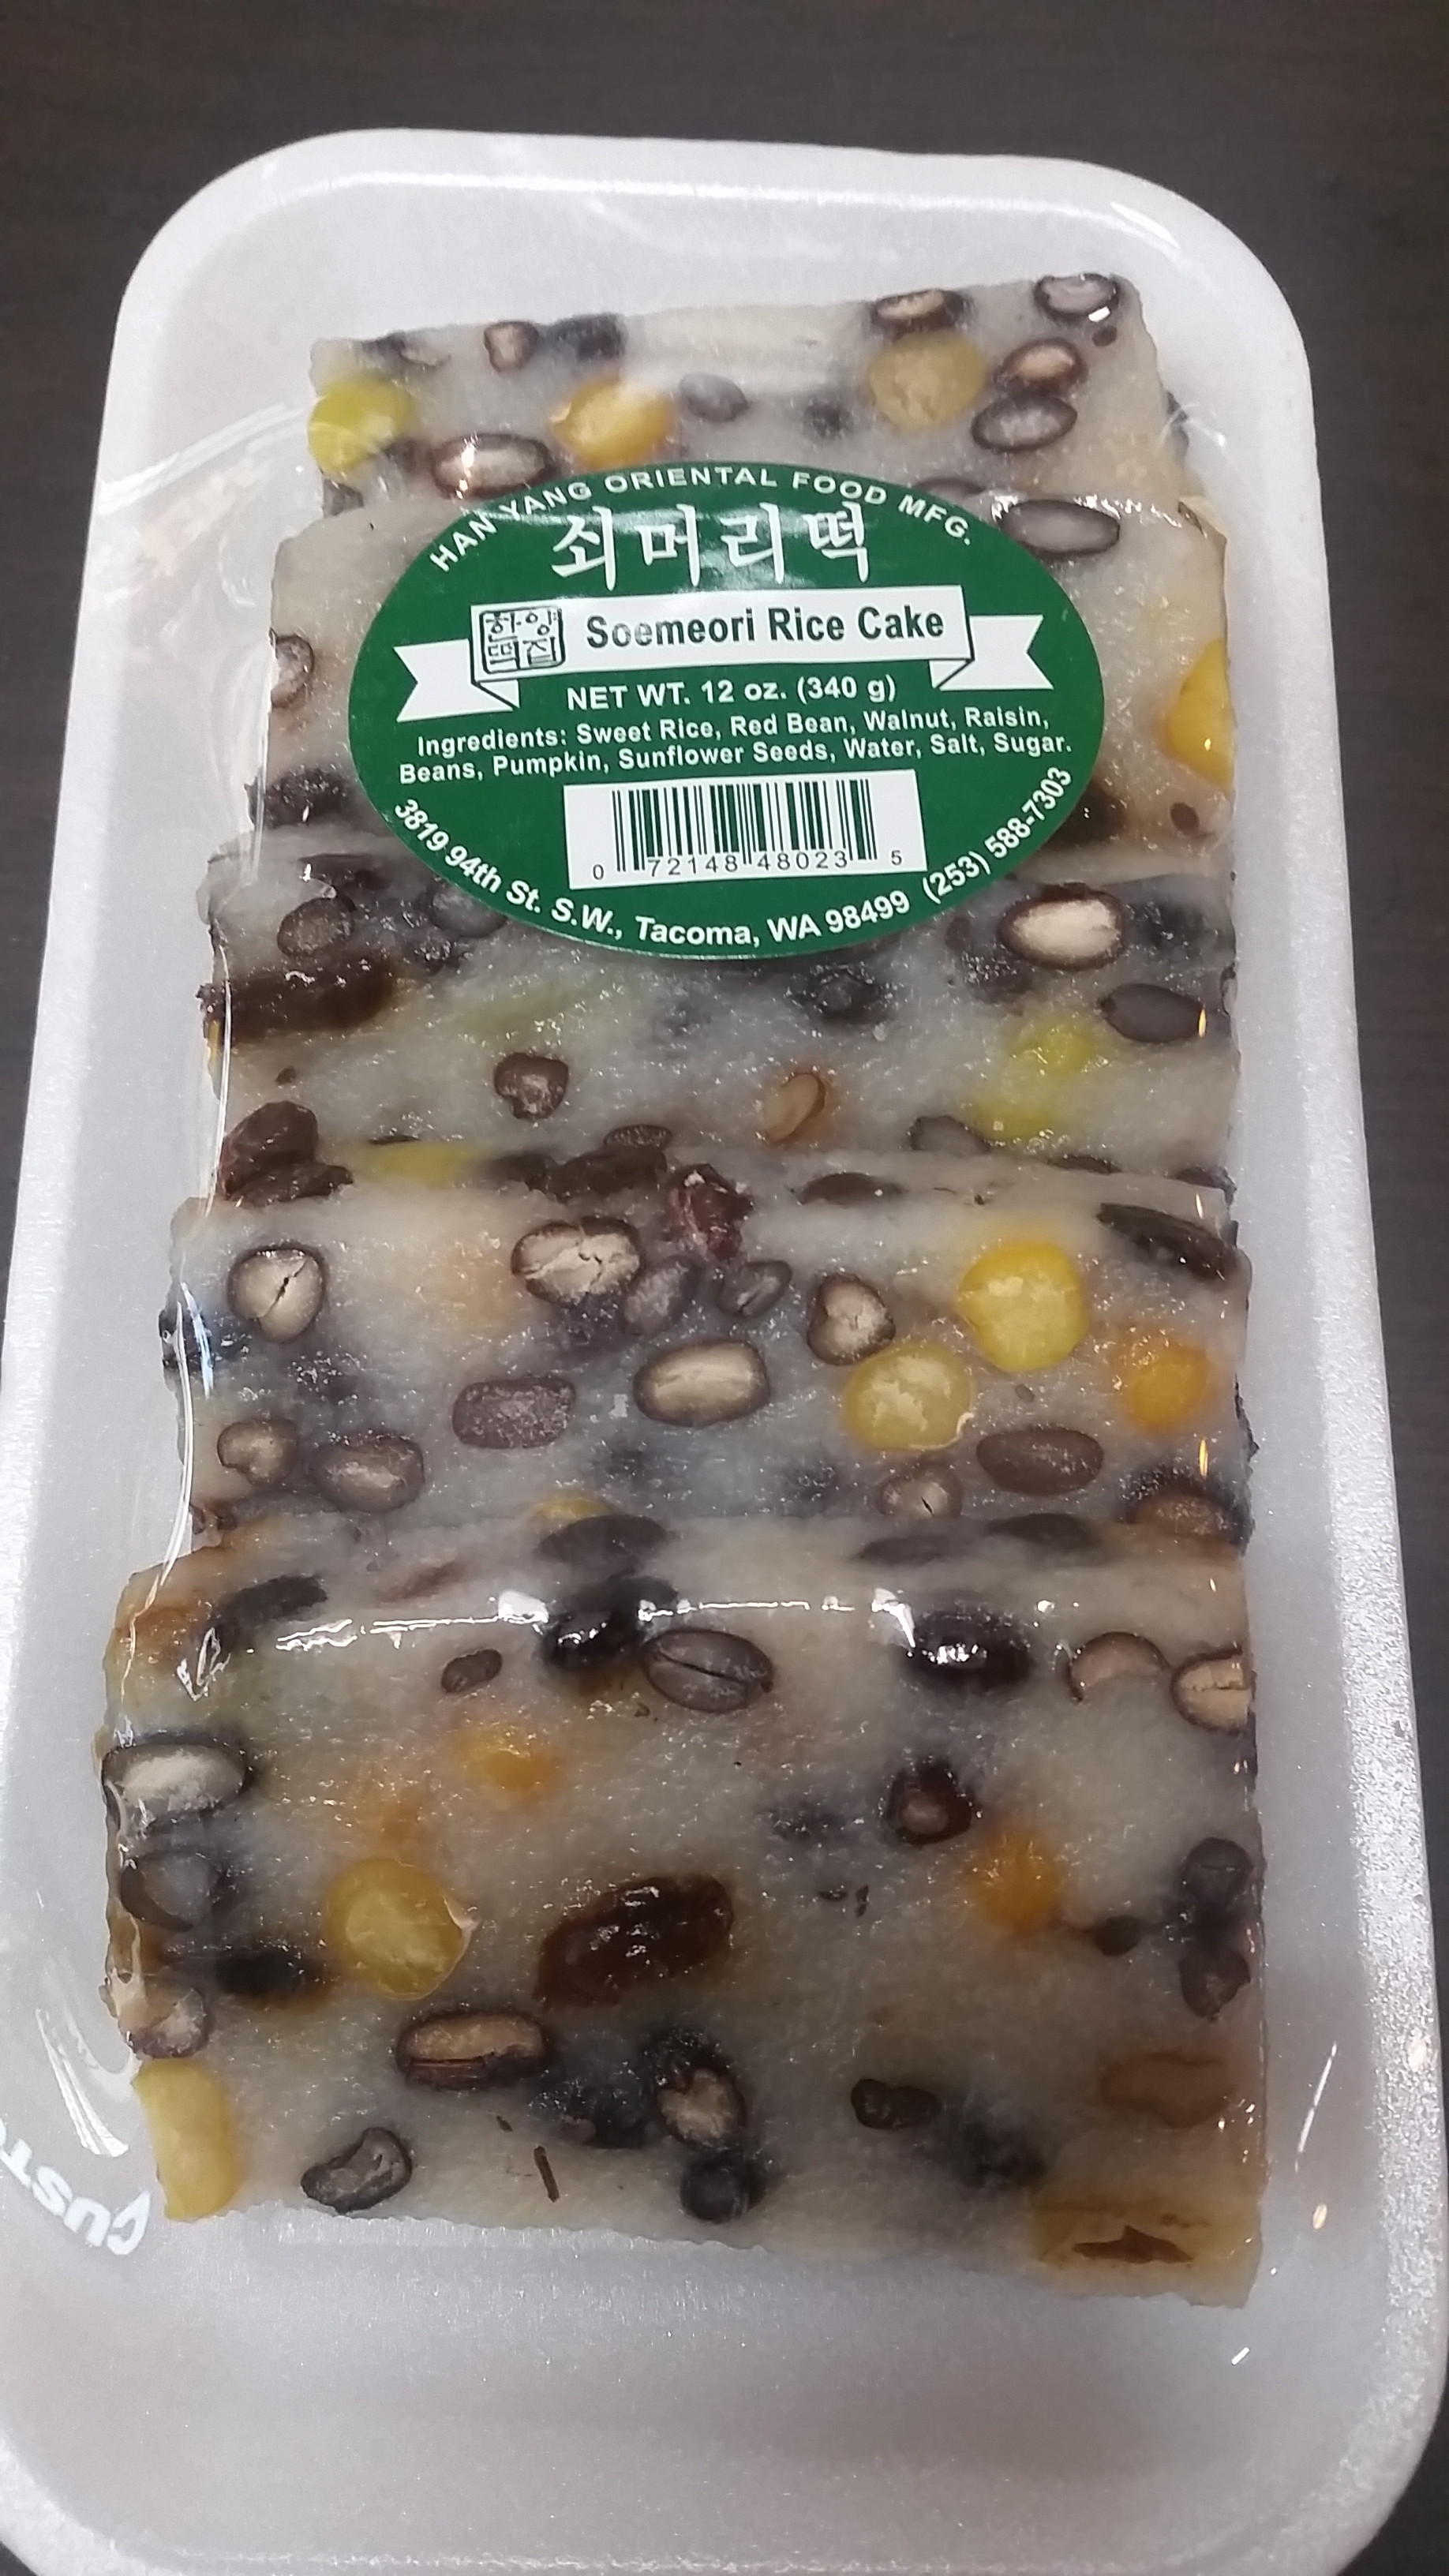 HAN YANG ORIENTAL FOOD MFG.
쇠머리떡
한양
떡집
Soemeori Rice Cake
NET WT. 12 oz. (340 g)
Ingredients: Sweet Rice, Red Bean, Walnut, Raisin,
Beans, Pumpkin, Sunflower Seeds, Water, Salt, Sugar.
0 72148 48023 5
3819 94th St. S.W., Tacoma, WA 98499 (253) 588-7303